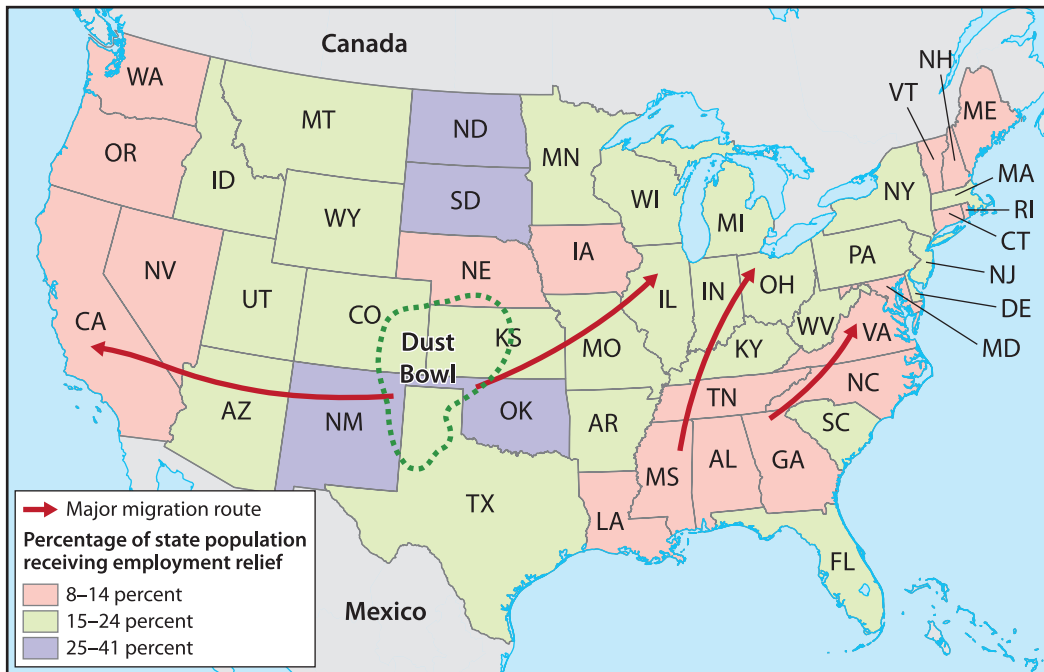 Canada
NH
VT
ME
WA
MT
ND
MN
OR
ID
SD
WI
MI
NY
MA
RI
CT
WY
NV
UT
NE
IA
PA
NJ
CA
CO
KS
IL
IN
OH
DE
Dust
Bowl
MO
WV
VA
MD
KY
AZ
NM
OK
AR
TN
NC
SC
TX
MS
AL
GA
LA
FL
Mexico
Major migration route
Percentage of state population
receiving employment relief
8–14 percent
15–24 percent
25–41 percent